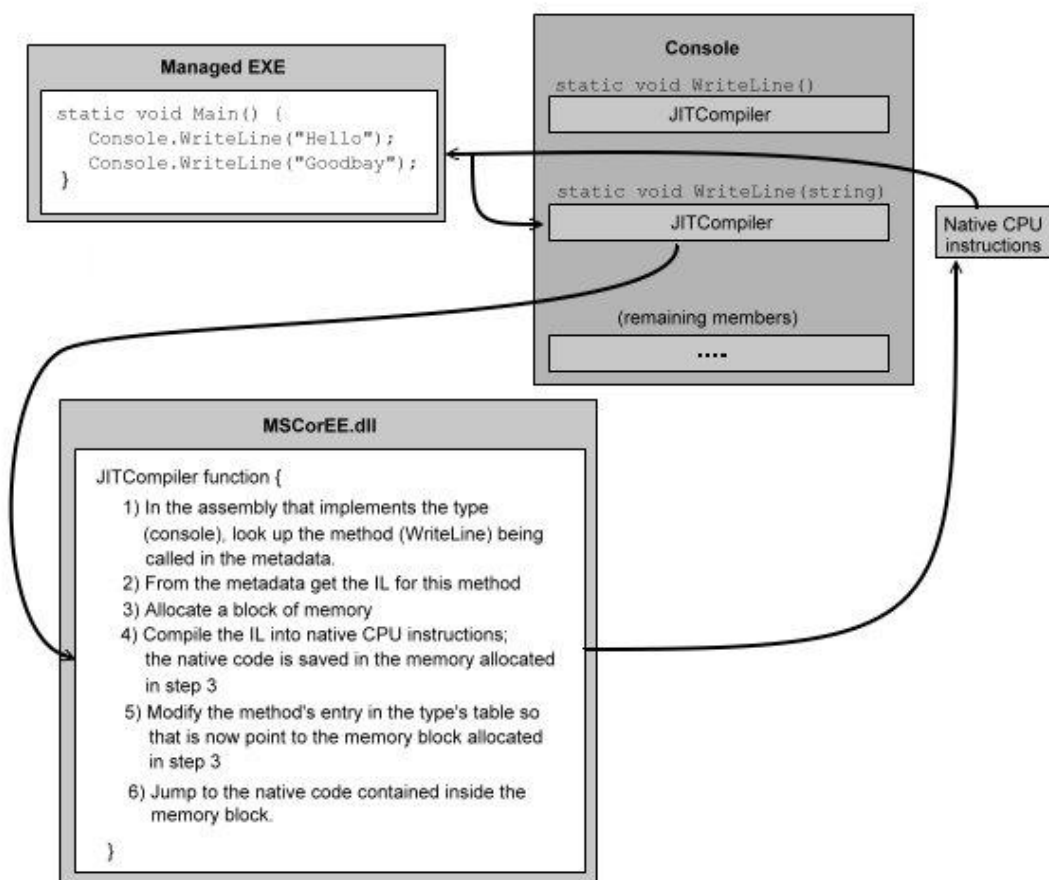 Managed EXE
static void Main() {
Console.WriteLine("Hello");
Console.WriteLine("Goodbay");
}
Console
static void WriteLine()
JITCompiler
static void WriteLine(string)
JITCompiler
(remaining members)
....
Native CPU
instructions
MSCorEE.dll
JITCompiler function {
1) In the assembly that implements the type
(console), look up the method (WriteLine) being
called in the metadata.
2) From the metadata get the IL for this method
3) Allocate a block of memory
4) Compile the IL into native CPU instructions;
the native code is saved in the memory allocated
in step 3
5) Modify the method's entry in the type's table so
that is now point to the memory block allocated
in step 3
6) Jump to the native code contained inside the
memory block.
}